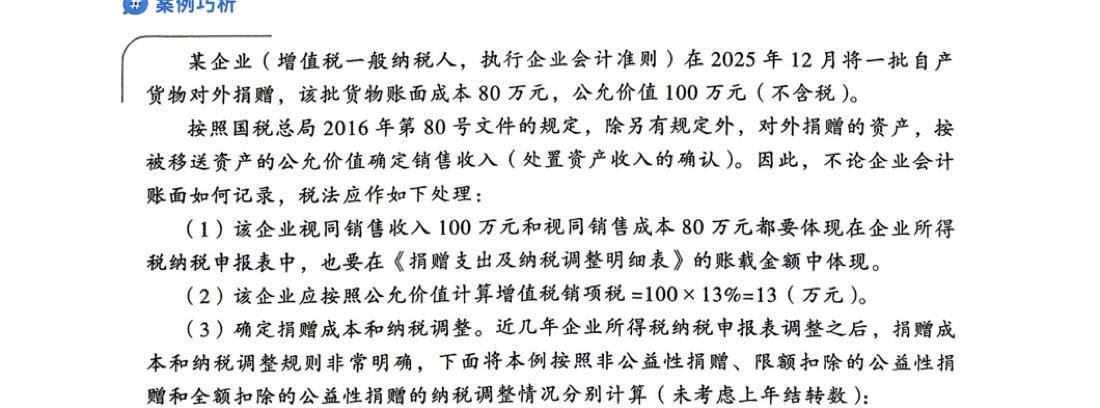 # 案例巧析
某企业（增值税一般纳税人，执行企业会计准则）在 2025 年 12 月将一批自产
货物对外捐赠，该批货物账面成本 80 万元，公允价值 100 万元（不含税）。
按照国税总局 2016 年第 80 号文件的规定，除另有规定外，对外捐赠的资产，按
被移送资产的公允价值确定销售收入（处置资产收入的确认）。因此，不论企业会计
账面如何记录，税法应作如下处理：
（1）该企业视同销售收入 100 万元和视同销售成本 80 万元都要体现在企业所得
税纳税申报表中，也要在《捐赠支出及纳税调整明细表》的账载金额中体现。
（2）该企业应按照公允价值计算增值税销项税 =100×13%=13（万元）。
（3）确定捐赠成本和纳税调整。近几年企业所得税纳税申报表调整之后，捐赠成
本和纳税调整规则非常明确，下面将本例按照非公益性捐赠、限额扣除的公益性捐
赠和全额扣除的公益性捐赠的纳税调整情况分别计算（未考虑上年结转数）：